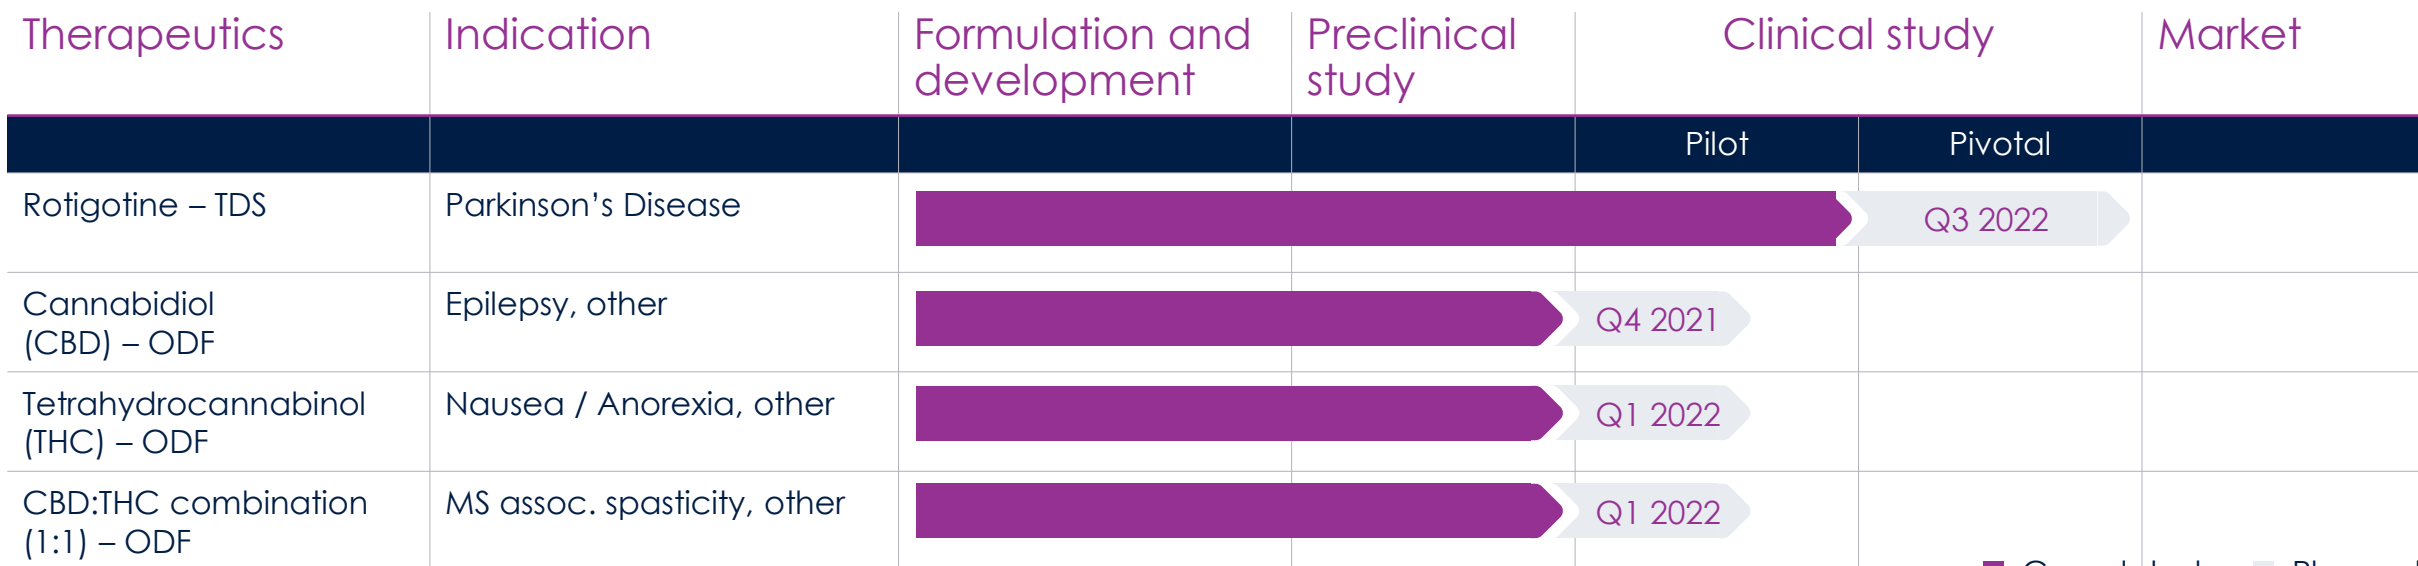 Therapeutics
Indication
Formulation and
development
Preclinical
study
Clinical study
Market
Pilot
Pivotal
Rotigotine – TDS
Parkinson’s Disease
Q3 2022
Cannabidiol
(CBD) – ODF
Epilepsy, other
Q4 2021
Tetrahydrocannabinol
(THC) – ODF
Nausea / Anorexia, other
Q1 2022
CBD:THC combination
(1:1) – ODF
MS assoc. spasticity, other
Q1 2022